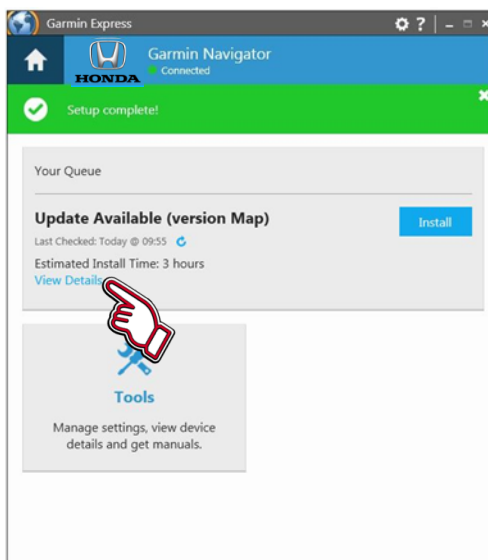 Garmin Express
?
Garmin Navigator
HONDA
Connected
Setup complete!
Your Queue
Update Available (version Map)
Install
Last Checked: Today @ 09:55
Estimated Install Time: 3 hours
View Details
Tools
Manage settings, view device
details and get manuals.